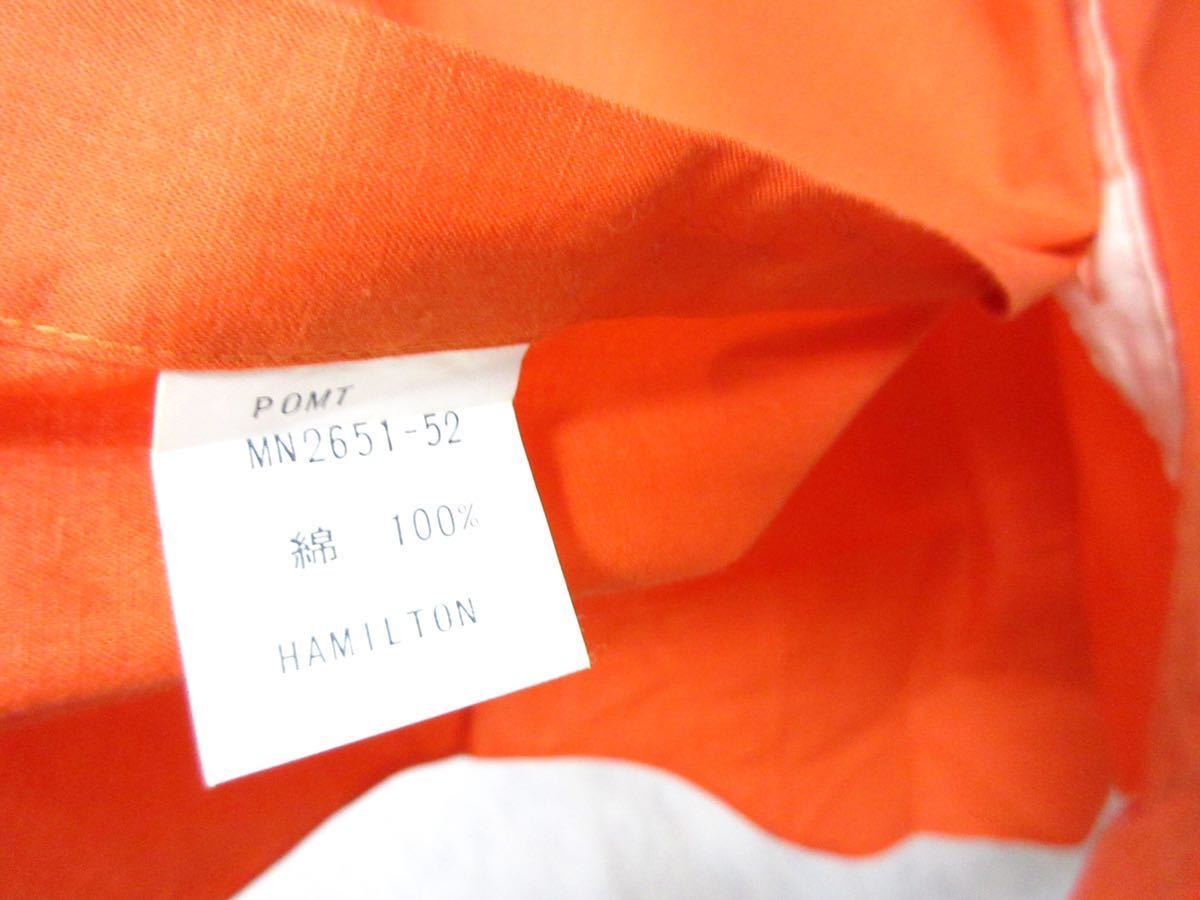 POMT
MN2651-52
綿 100%
HAMILTON